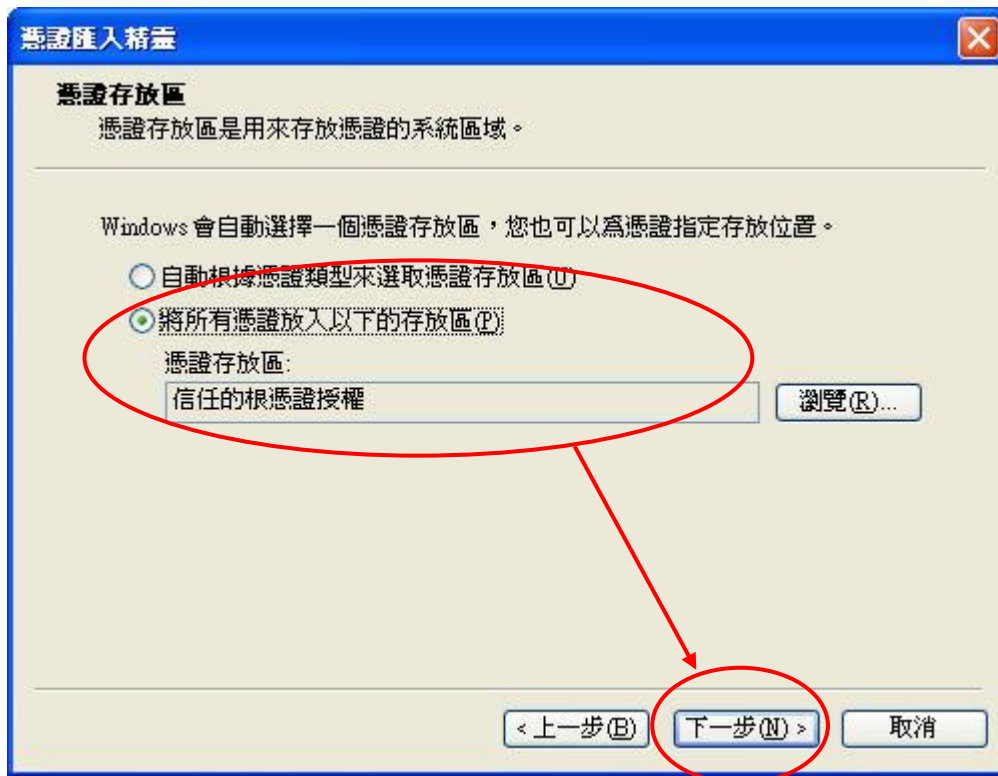 憑證匯入精靈
憑證存放區
憑證存放區是用來存放憑證的系統區域。
Windows 會自動選擇一個憑證存放區，您也可以為憑證指定存放位置。
自動根據憑證類型來選取憑證存放區(U)
將所有憑證放入以下的存放區(P)
憑證存放區:
信任的根憑證授權
瀏覽(R)...
<上一步(B)
下一步(N)>
取消